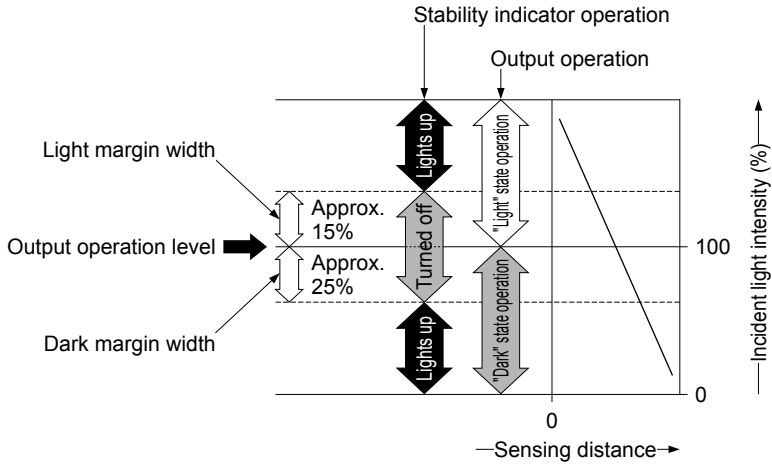 Stability indicator operation
Output operation
Light margin width
Lights up
"Light" state operation
Approx.
15%
Output operation level
Turned off
100
Incident light intensity (%)
Approx.
25%
Dark margin width
Lights up
"Dark" state operation
0
0
Sensing distance